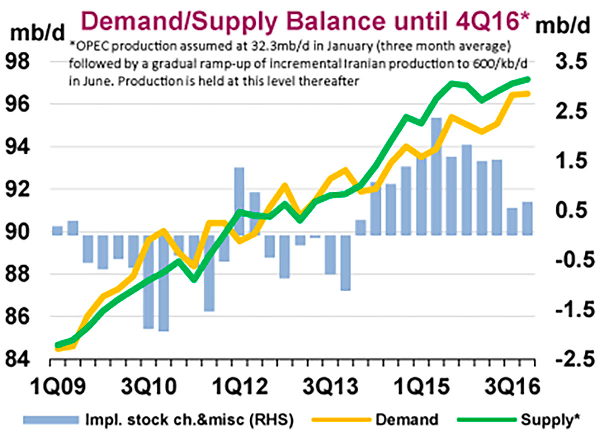 Demand/Supply Balance until 4Q16*
mb/d
mb/d
*OPEC production assumed at 32.3mb/d in January (three month average)
followed by a gradual ramp-up of incremental Iranian production to 600/kb/d
in June. Production is held at this level thereafter
98
96
94
92
90
88
86
84
3.5
2.5
1.5
0.5
-0.5
-1.5
-2.5
1Q09
3Q10
1Q12
3Q13
1Q15
3Q16
Impl. stock ch.&misc (RHS)
Demand
Supply*